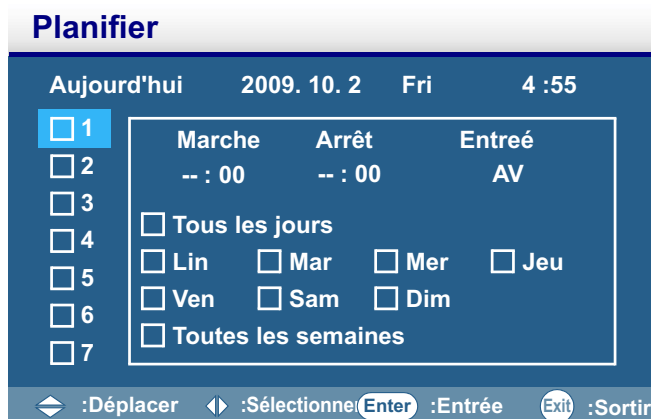 Planifier
Aujourd'hui 2009. 10. 2 Fri 4 :55
1
2
3
4
5
6
7
Marche Arrêt Entreé
-- : 00 -- : 00 AV
Tous les jours
Lin Mar Mer Jeu
Ven Sam Dim
Toutes les semaines
:Déplacer :Sélectionner Enter :Entrée Exit :Sortir